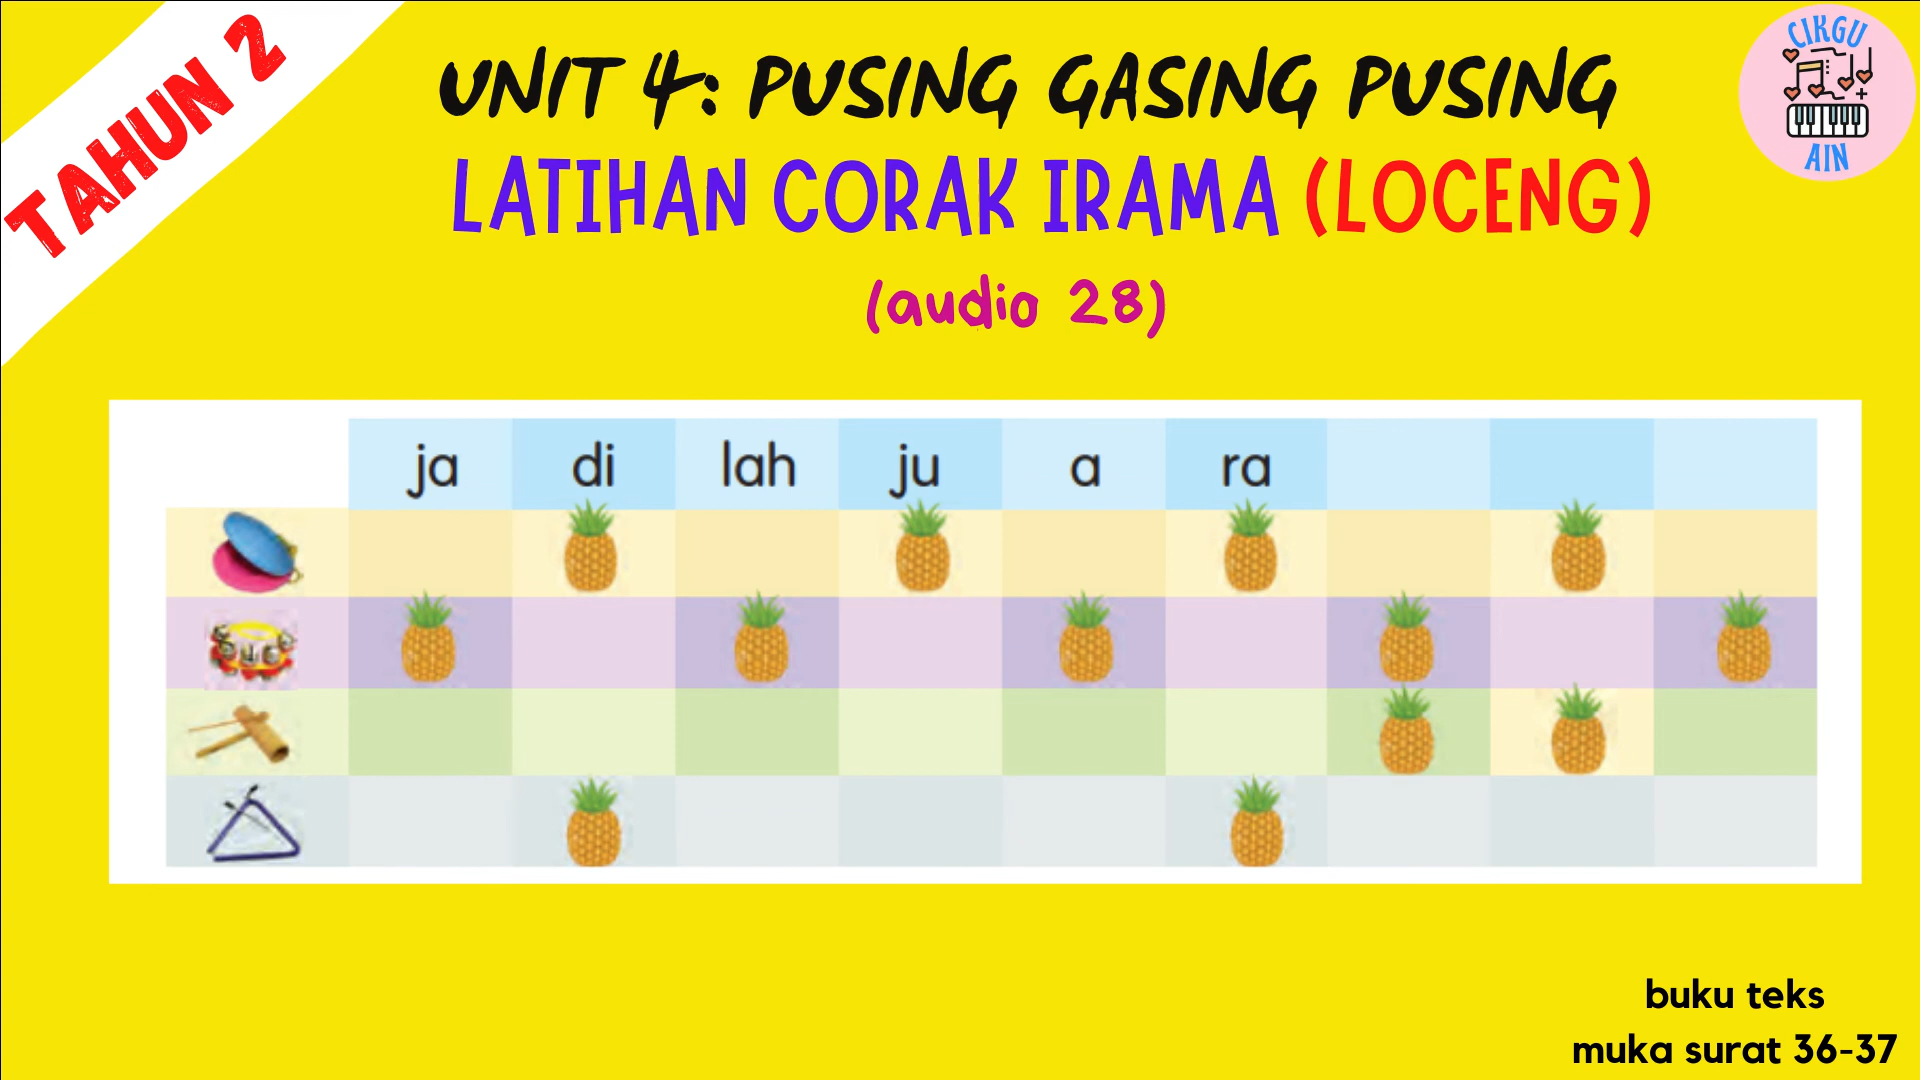 TAHUN 2
UNIT 4: PUSING GASING PUSING
LATIHAN CORAK IRAMA (LOCENG)
(audio 28)
CIKGU
AIN
ja di lah ju a ra
buku teks
muka surat 36-37